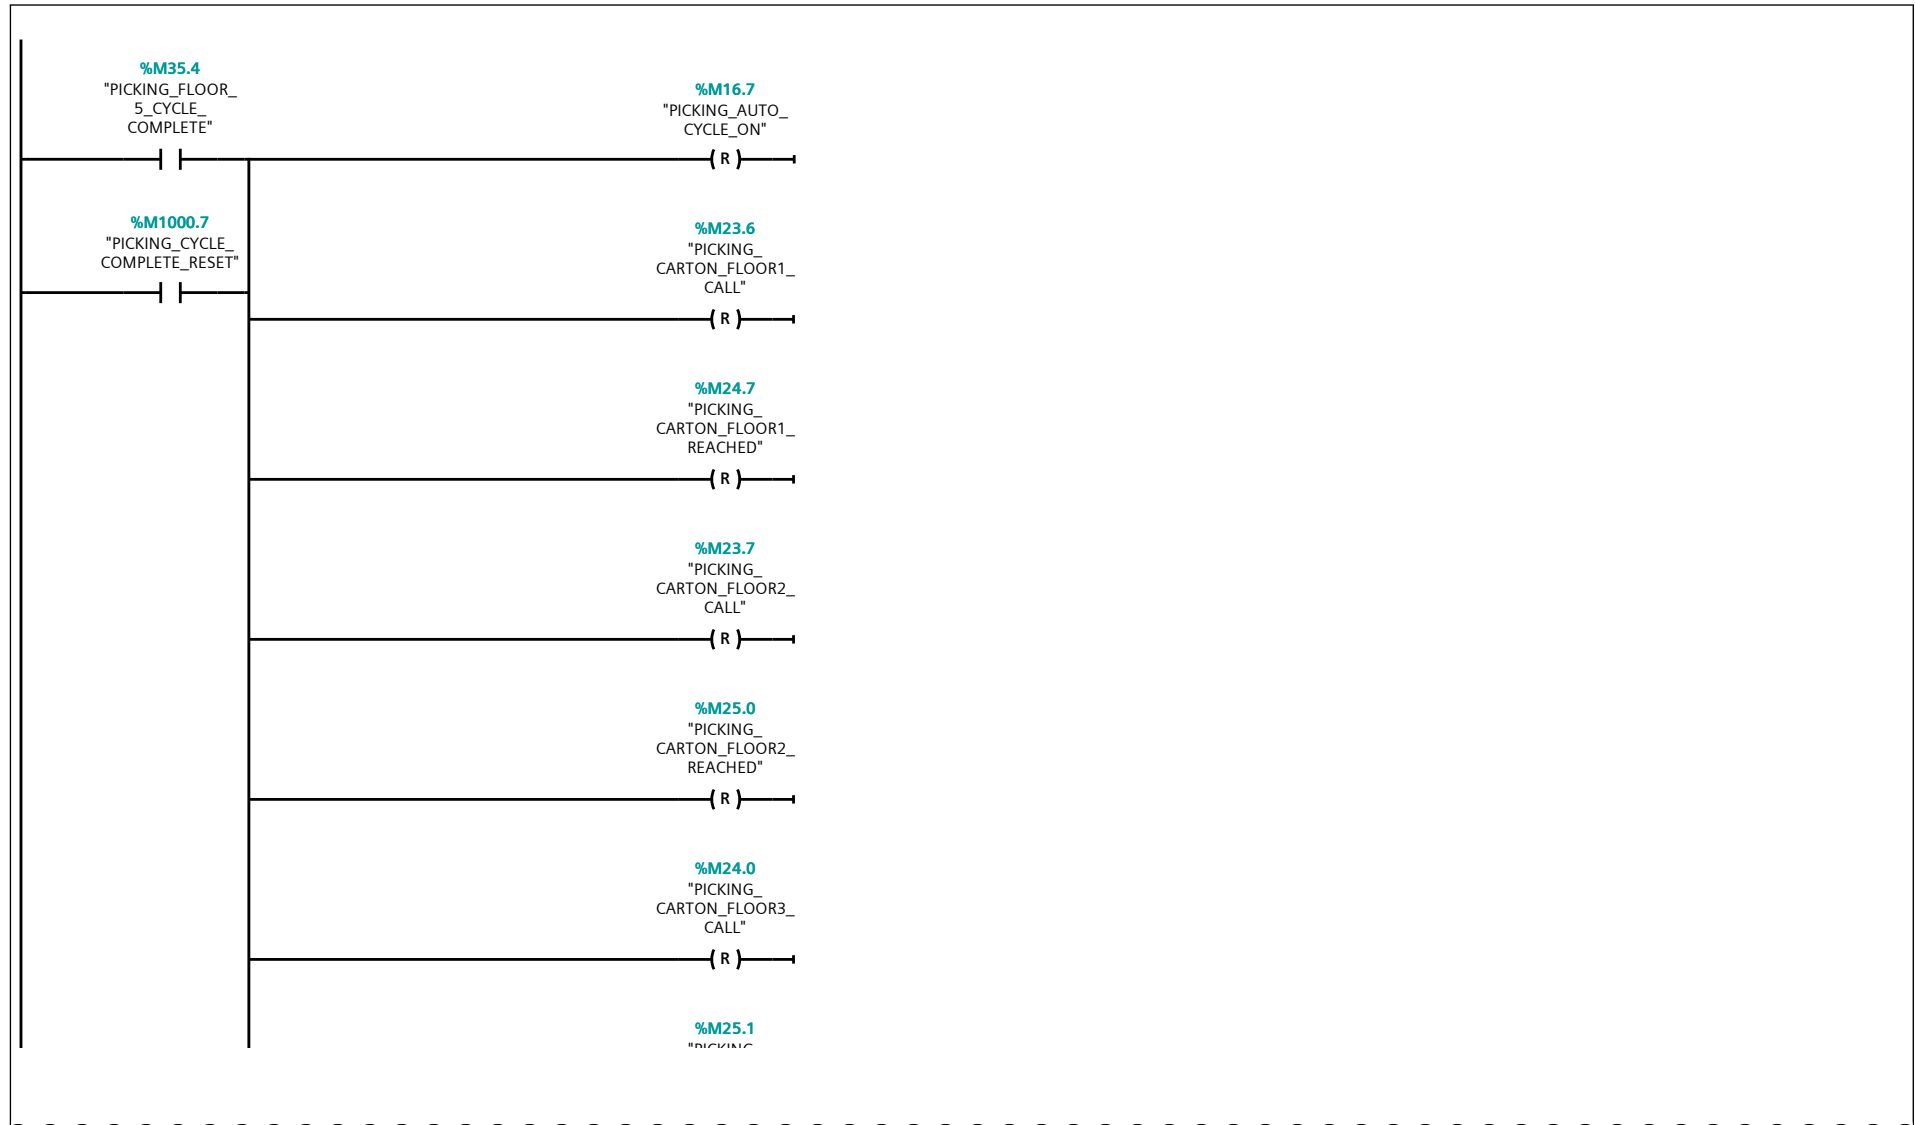 %M35.4
"PICKING_FLOOR_
5_CYCLE_
COMPLETE"
%M16.7
"PICKING_AUTO_
CYCLE_ON"
( R )
%M1000.7
"PICKING_CYCLE_
COMPLETE_RESET"
%M23.6
"PICKING_
CARTON_FLOOR1_
CALL"
( R )
%M24.7
"PICKING_
CARTON_FLOOR1_
REACHED"
( R )
%M23.7
"PICKING_
CARTON_FLOOR2_
CALL"
( R )
%M25.0
"PICKING_
CARTON_FLOOR2_
REACHED"
( R )
%M24.0
"PICKING_
CARTON_FLOOR3_
CALL"
( R )
%M25.1
"PICKING_